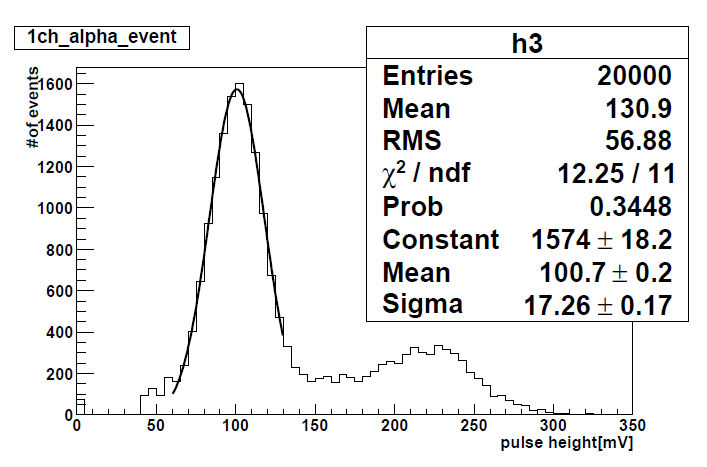 1ch_alpha_event
h3
Entries 20000
Mean 130.9
RMS 56.88
χ² / ndf 12.25 / 11
Prob 0.3448
Constant 1574 ± 18.2
Mean 100.7 ± 0.2
Sigma 17.26 ± 0.17
#of events
1600
1400
1200
1000
800
600
400
200
0
0 50 100 150 200 250 300 350
pulse height[mV]